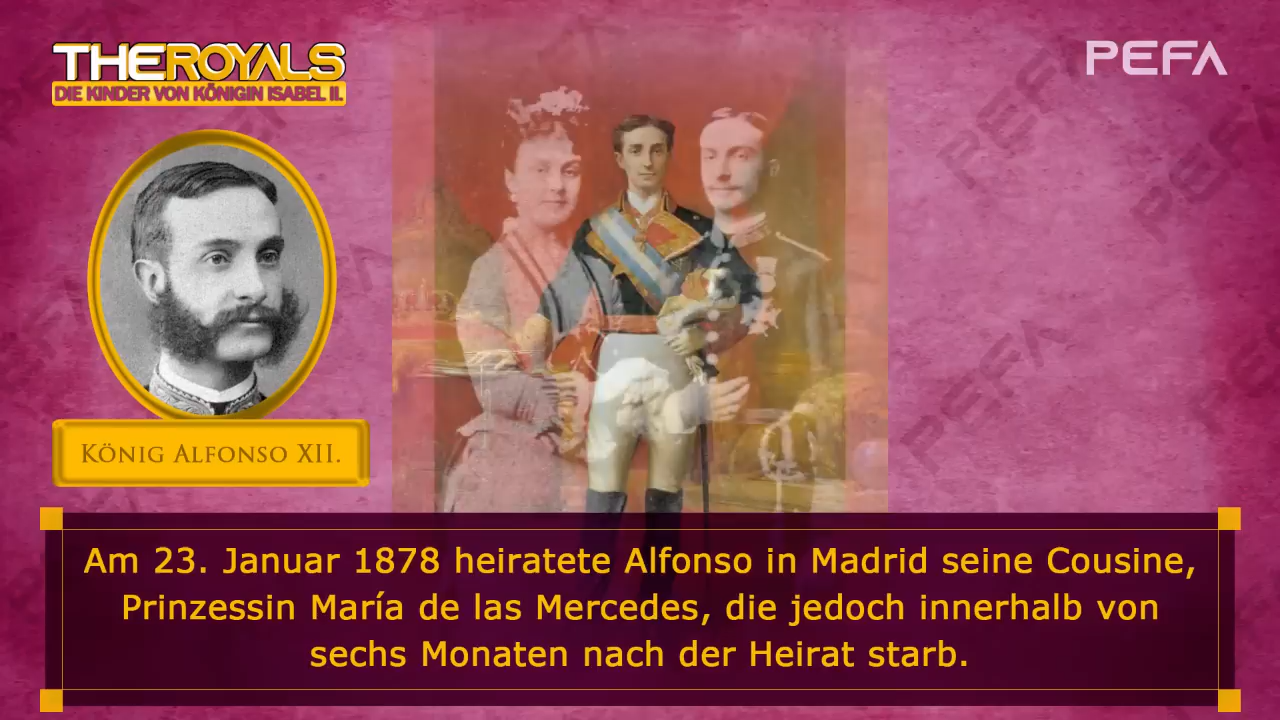 THEROYALS
DIE KINDER VON KÖNIGIN ISABEL II.
PEFA
KÖNIG ALFONSO XII.
Am 23. Januar 1878 heiratete Alfonso in Madrid seine Cousine,
Prinzessin María de las Mercedes, die jedoch innerhalb von
sechs Monaten nach der Heirat starb.